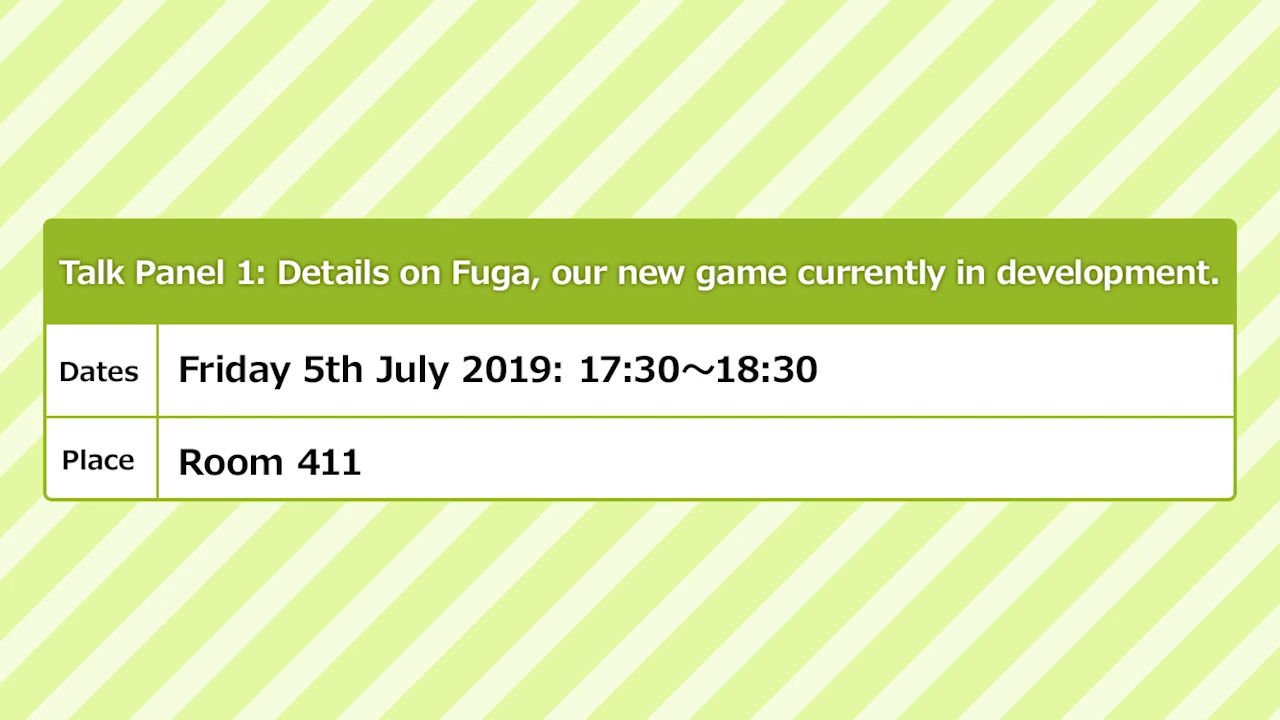 Talk Panel 1: Details on Fuga, our new game currently in development.
Dates Friday 5th July 2019: 17:30～18:30
Place Room 411